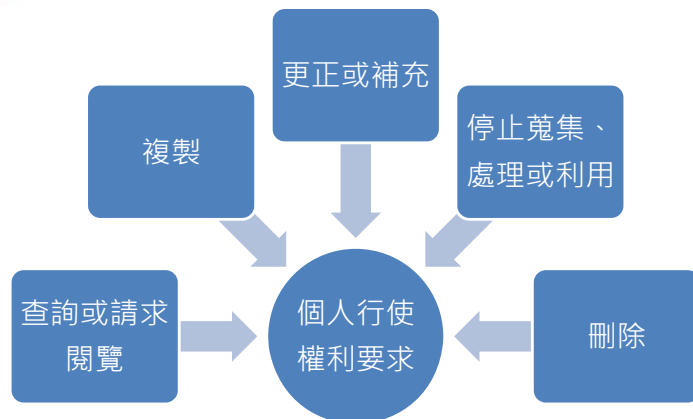 更正或補充
複製
停止蒐集、
處理或利用
查詢或請求
閱覽
個人行使
權利要求
刪除